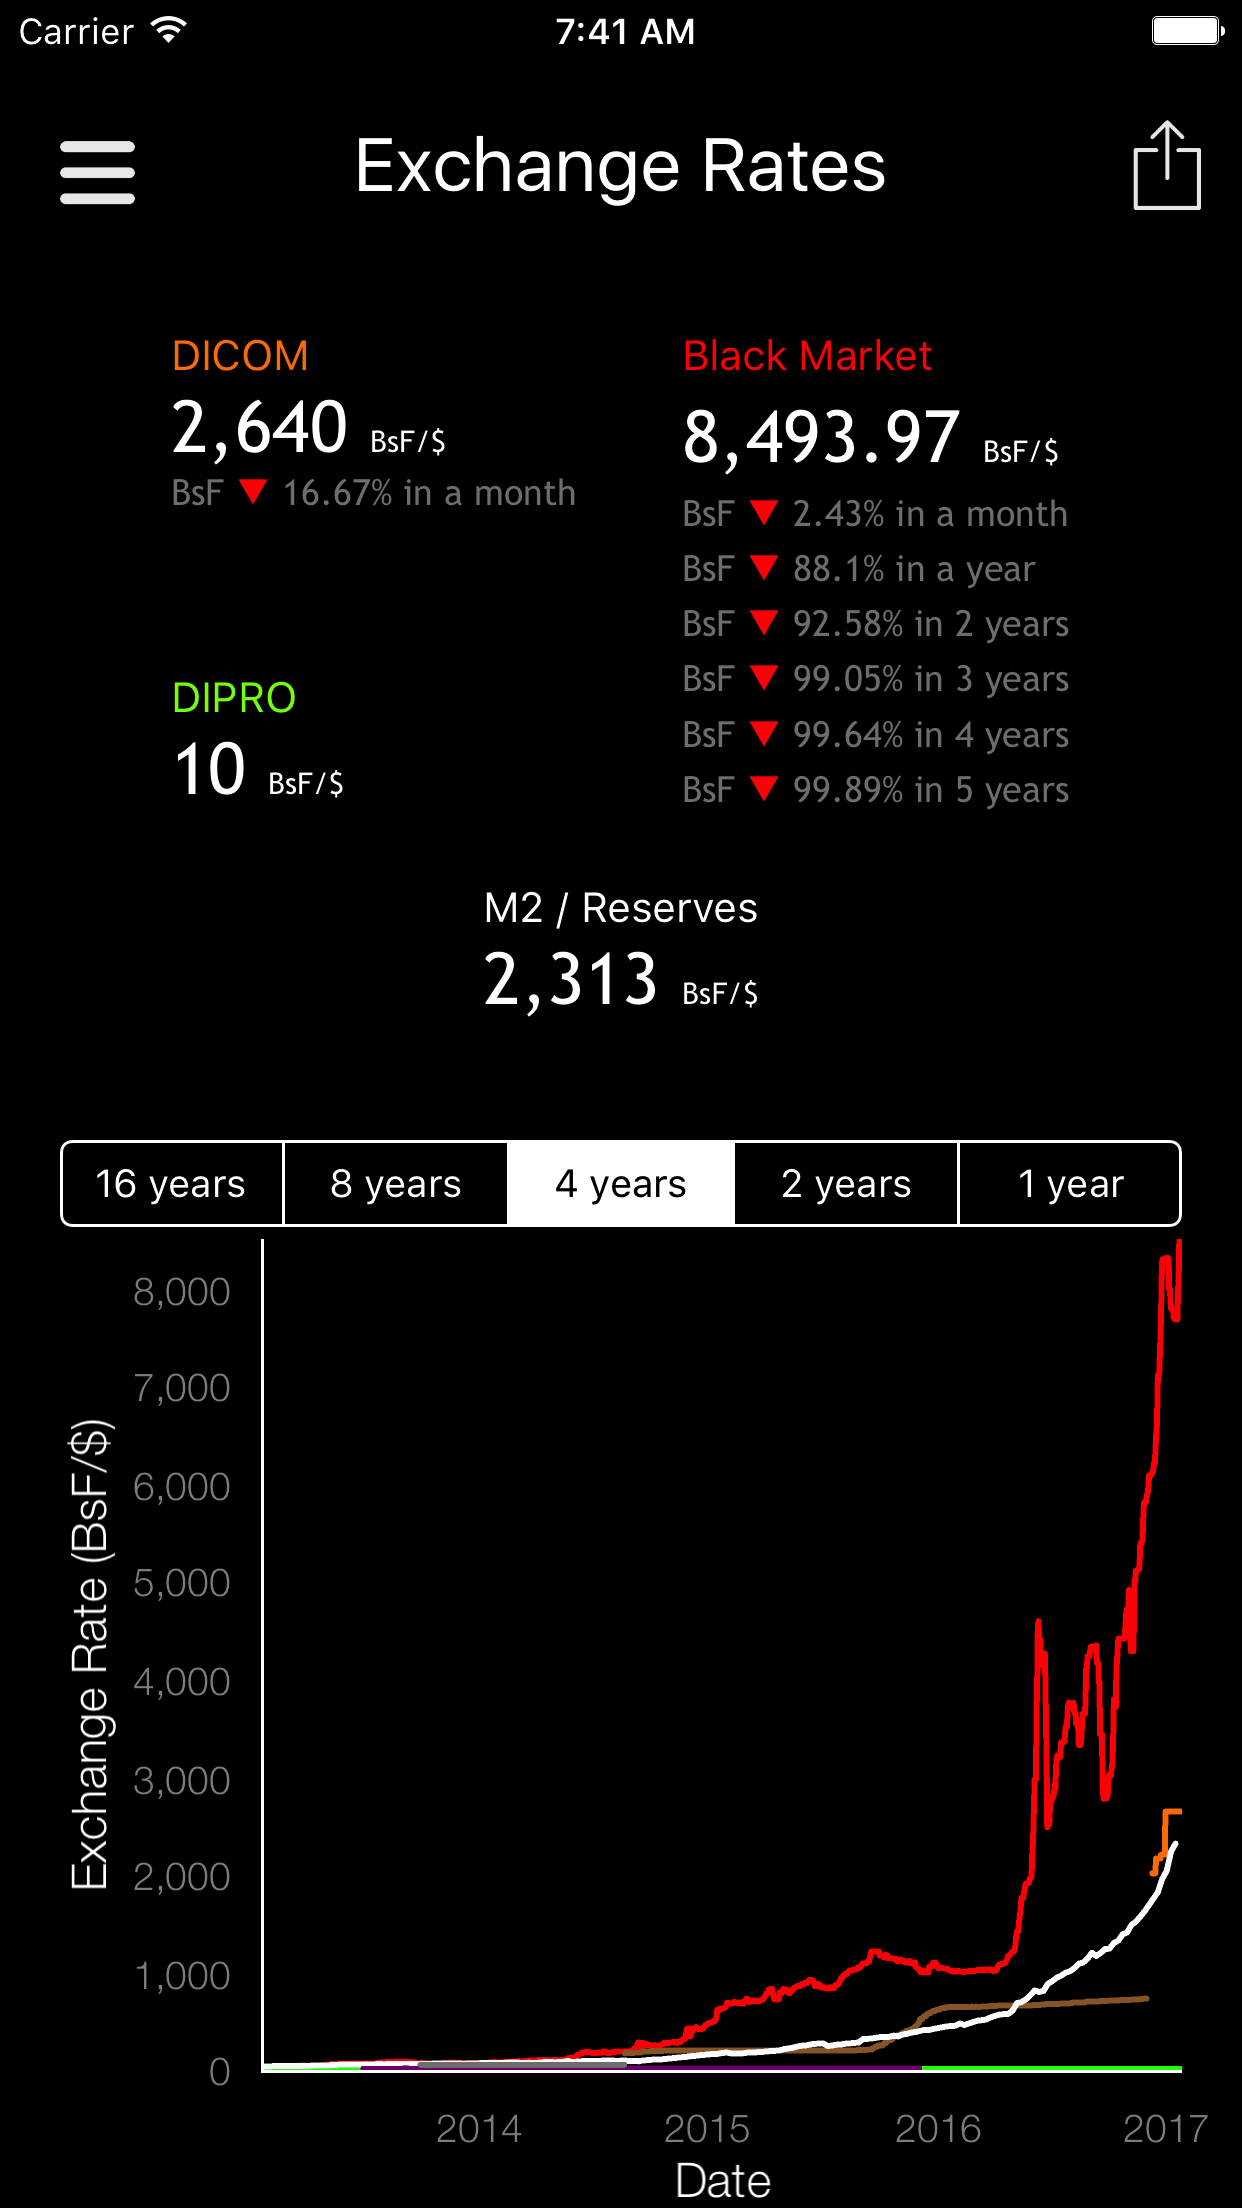 Carrier 7:41 AM
Exchange Rates
DICOM
2,640 BsF/$
BsF ▼ 16.67% in a month
Black Market
8,493.97 BsF/$
BsF ▼ 2.43% in a month
BsF ▼ 88.1% in a year
BsF ▼ 92.58% in 2 years
BsF ▼ 99.05% in 3 years
BsF ▼ 99.64% in 4 years
BsF ▼ 99.89% in 5 years
DIPRO
10 BsF/$
M2 / Reserves
2,313 BsF/$
16 years 8 years 4 years 2 years 1 year
Exchange Rate (BsF/$)
8,000
7,000
6,000
5,000
4,000
3,000
2,000
1,000
0
2014 2015 2016 2017
Date